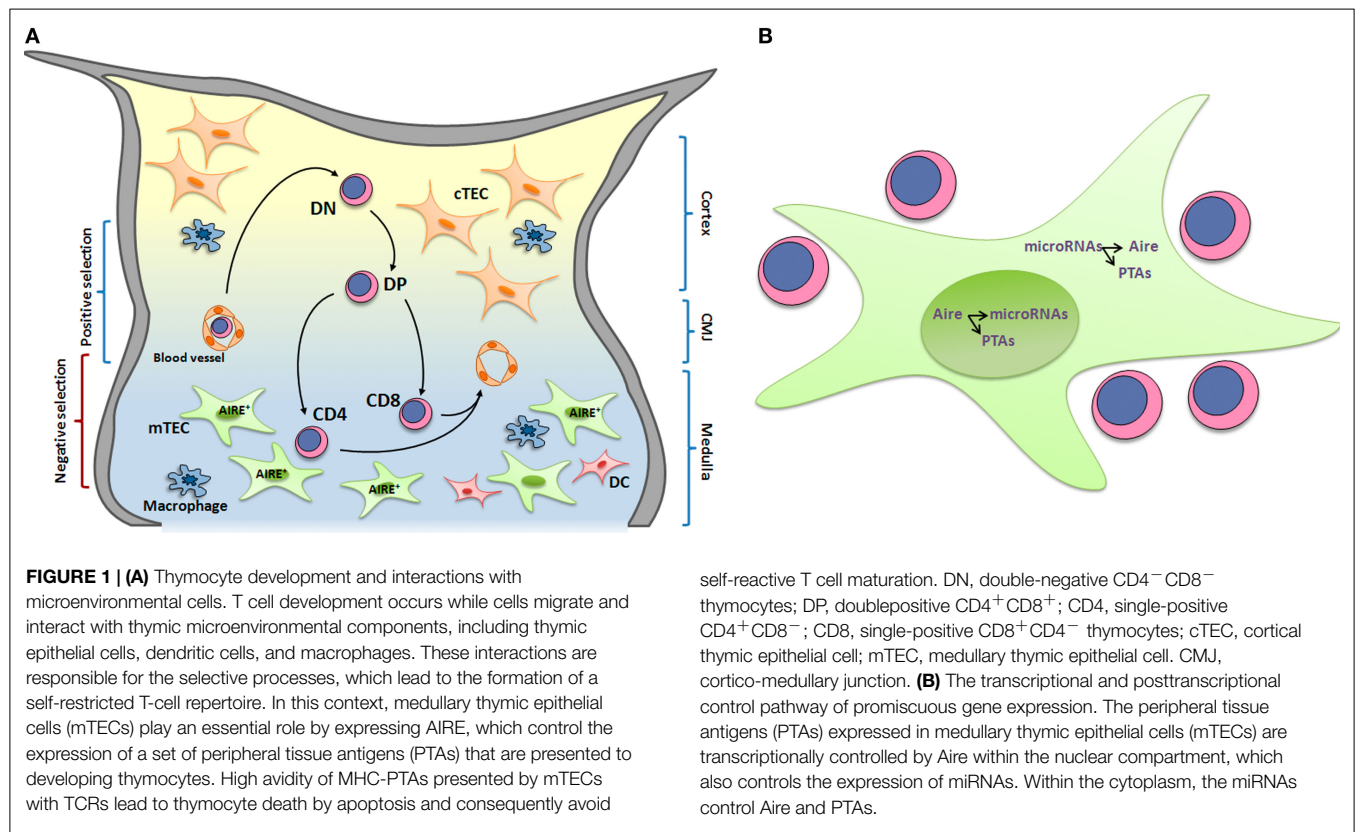 A
B
DN
cTEC
DP
Blood vessel
CD4
CD8
mTEC
AIRE⁺
AIRE⁺
AIRE⁺
AIRE⁺
DC
Macrophage
Positive selection
Negative selection
Cortex
CMJ
Medulla
microRNAs Aire
PTAs
Aire microRNAs
PTAs
FIGURE 1 | (A) Thymocyte development and interactions with
microenvironmental cells. T cell development occurs while cells migrate and
interact with thymic microenvironmental components, including thymic
epithelial cells, dendritic cells, and macrophages. These interactions are
responsible for the selective processes, which lead to the formation of a
self-restricted T-cell repertoire. In this context, medullary thymic epithelial
cells (mTECs) play an essential role by expressing AIRE, which control the
expression of a set of peripheral tissue antigens (PTAs) that are presented to
developing thymocytes. High avidity of MHC-PTAs presented by mTECs
with TCRs lead to thymocyte death by apoptosis and consequently avoid
self-reactive T cell maturation. DN, double-negative CD4⁻CD8⁻
thymocytes; DP, doublepositive CD4⁺CD8⁺; CD4, single-positive
CD4⁺CD8⁻; CD8, single-positive CD8⁺CD4⁻ thymocytes; cTEC, cortical
thymic epithelial cell; mTEC, medullary thymic epithelial cell. CMJ,
cortico-medullary junction. (B) The transcriptional and posttranscriptional
control pathway of promiscuous gene expression. The peripheral tissue
antigens (PTAs) expressed in medullary thymic epithelial cells (mTECs) are
transcriptionally controlled by Aire within the nuclear compartment, which
also controls the expression of miRNAs. Within the cytoplasm, the miRNAs
control Aire and PTAs.